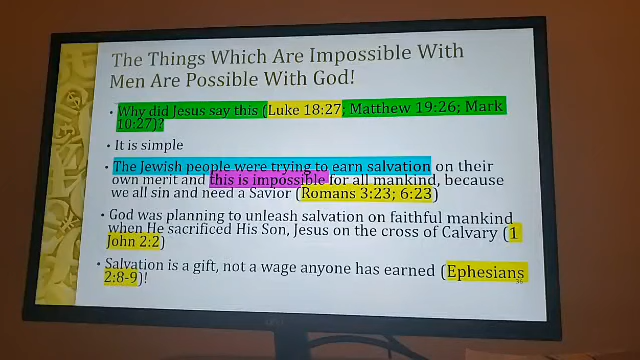 The Things Which Are Impossible With
Men Are Possible With God!
• Why did Jesus say this (Luke 18:27; Matthew 19:26; Mark
10:27)?
• It is simple
• The Jewish people were trying to earn salvation on their
own merit and this is impossible for all mankind, because
we all sin and need a Savior (Romans 3:23; 6:23)
• God was planning to unleash salvation on faithful mankind
when He sacrificed His Son, Jesus on the cross of Calvary (1
John 2:2)
• Salvation is a gift, not a wage anyone has earned (Ephesians
2:8-9)!